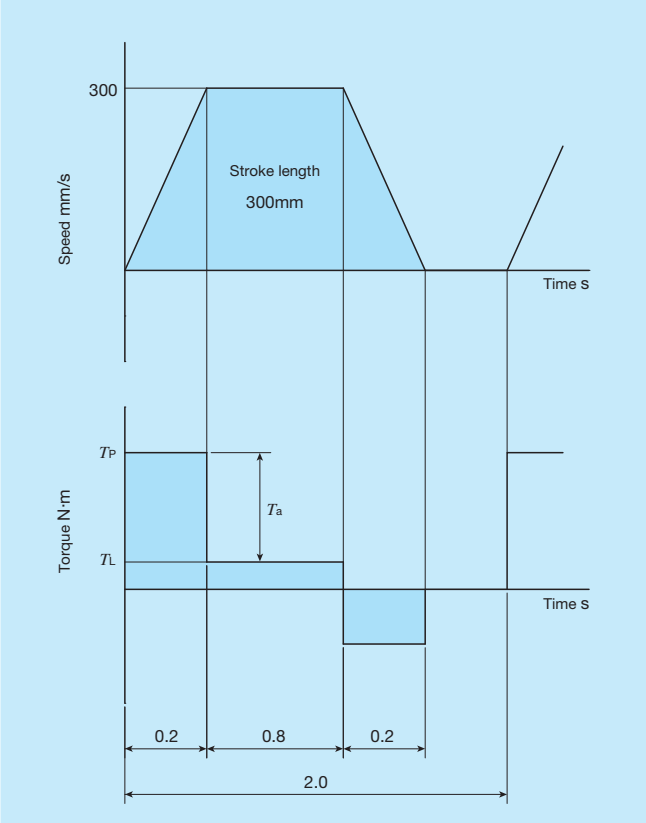 300
Speed mm/s
Stroke length
300mm
Time s
TP
Ta
Torque N·m
TL
Time s
0.2
0.8
0.2
2.0